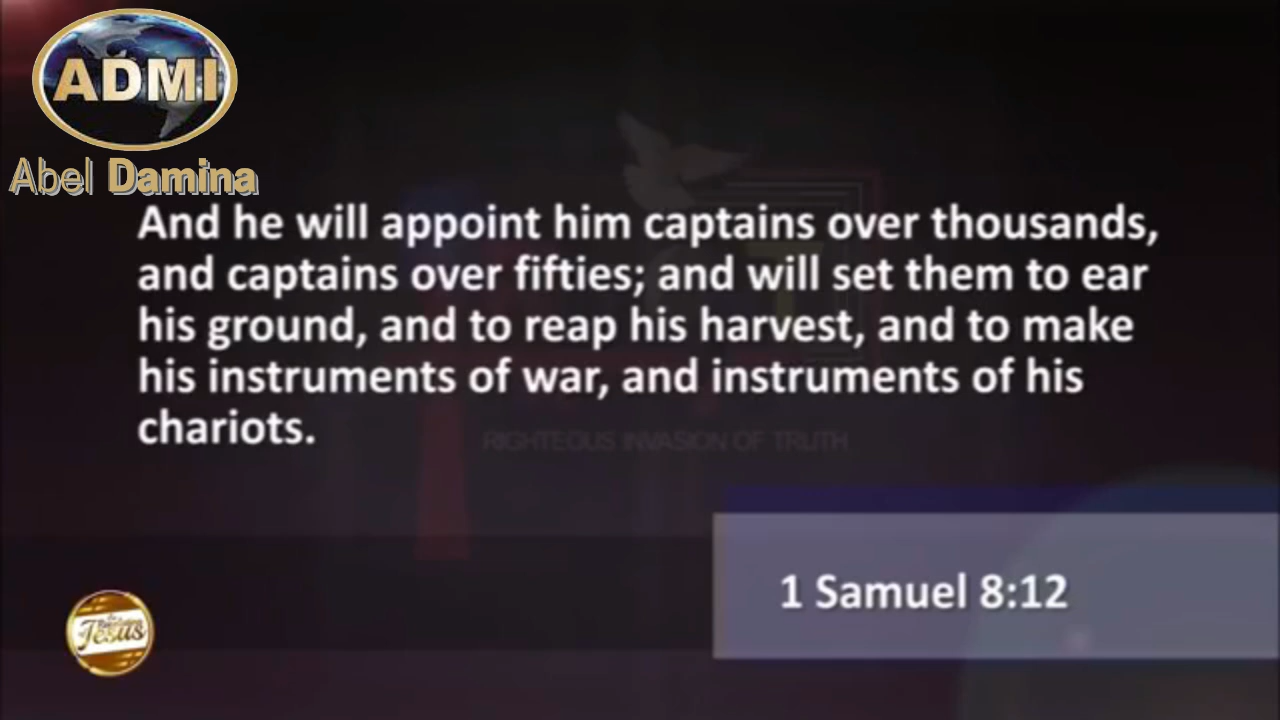 ADMI
Abel Damina
And he will appoint him captains over thousands,
and captains over fifties; and will set them to ear
his ground, and to reap his harvest, and to make
his instruments of war, and instruments of his
chariots.
RIGHTEOUS INVASION OF TRUTH
1 Samuel 8:12
Jesus